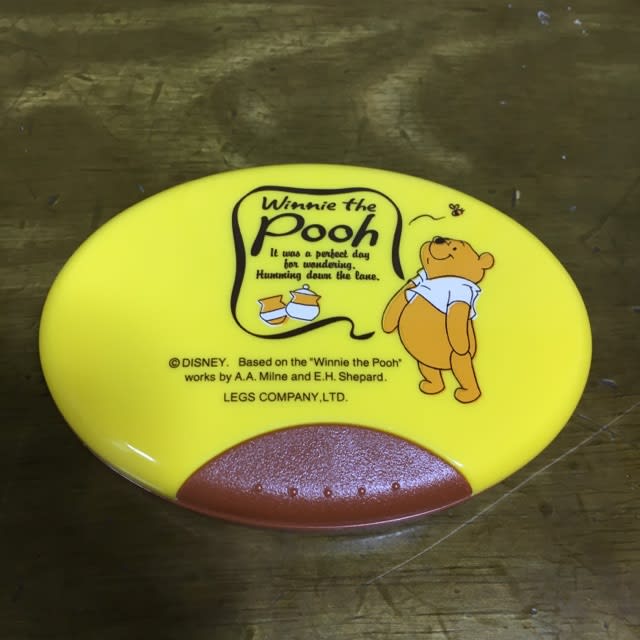 Winnie the
Pooh
It was a perfect day
for wondering.
Humming down the lane.
©DISNEY. Based on the "Winnie the Pooh"
works by A.A. Milne and E.H. Shepard.
LEGS COMPANY,LTD.